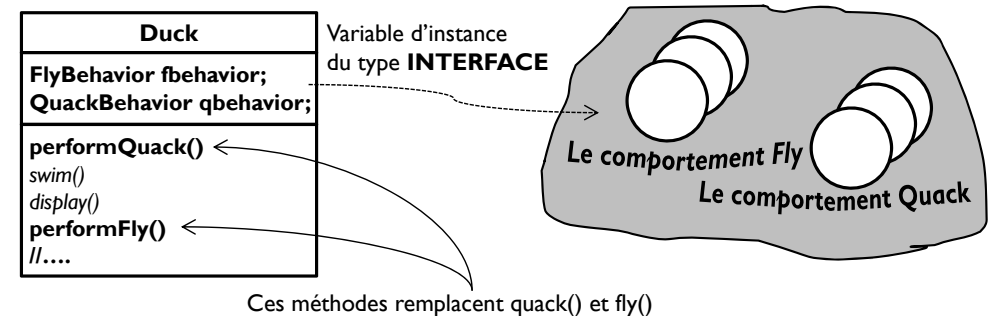 Duck
FlyBehavior fbehavior;
QuackBehavior qbehavior;
performQuack()
swim()
display()
performFly()
//....
Variable d’instance
du type INTERFACE
Le comportement Fly
Le comportement Quack
Ces méthodes remplacent quack() et fly()